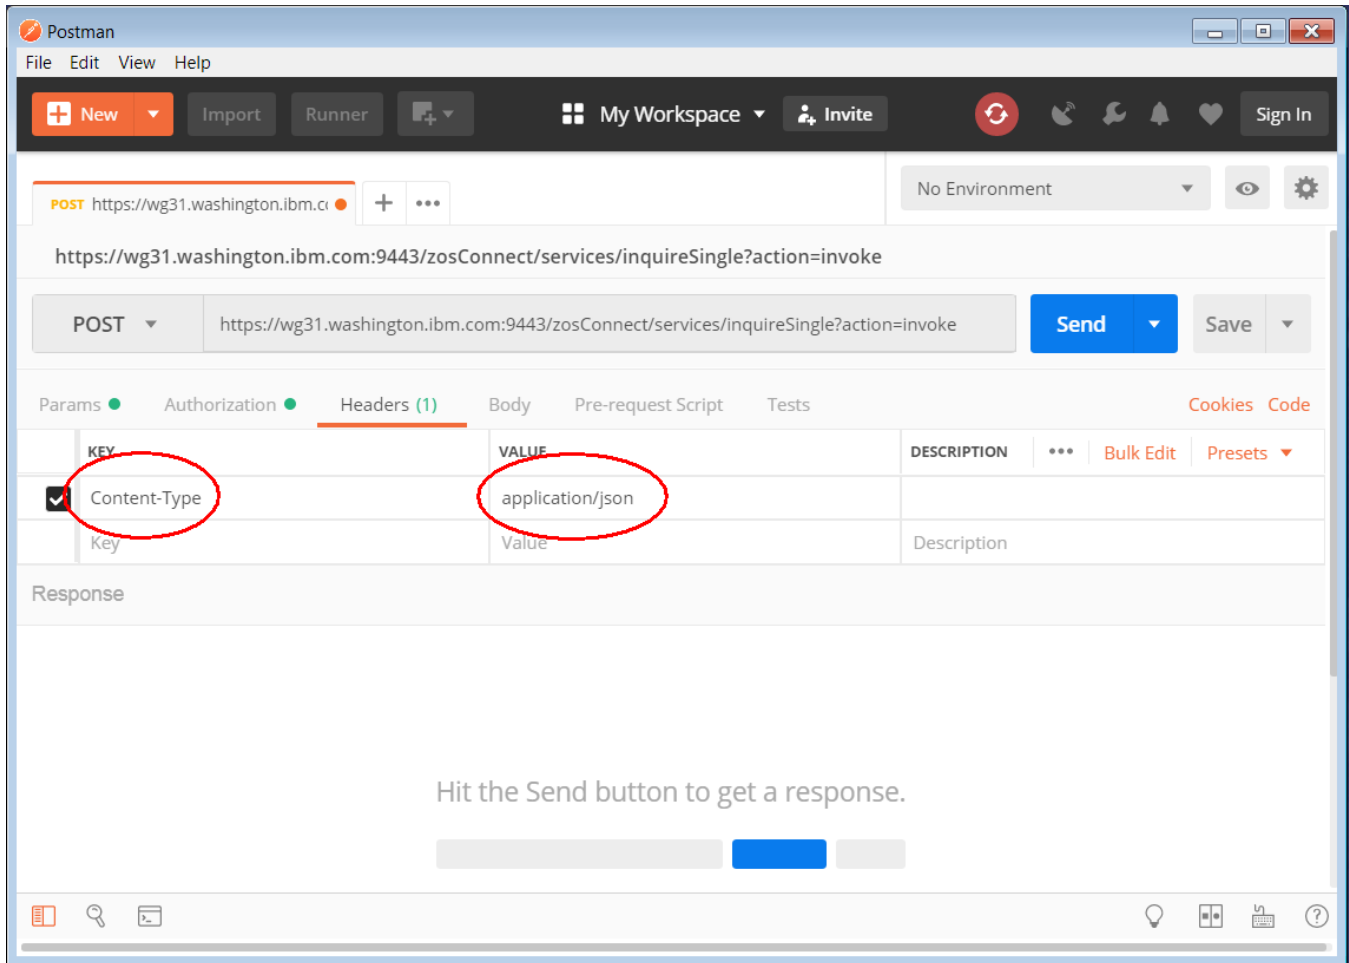 Postman
File Edit View Help
New Import Runner My Workspace Invite Sign In
POST https://wg31.washington.ibm.c No Environment
https://wg31.washington.ibm.com:9443/zosConnect/services/inquireSingle?action=invoke
POST https://wg31.washington.ibm.com:9443/zosConnect/services/inquireSingle?action=invoke Send Save
Params Authorization Headers (1) Body Pre-request Script Tests Cookies Code
KEY VALUE DESCRIPTION Bulk Edit Presets
Content-Type application/json
Key Value Description
Response
Hit the Send button to get a response.